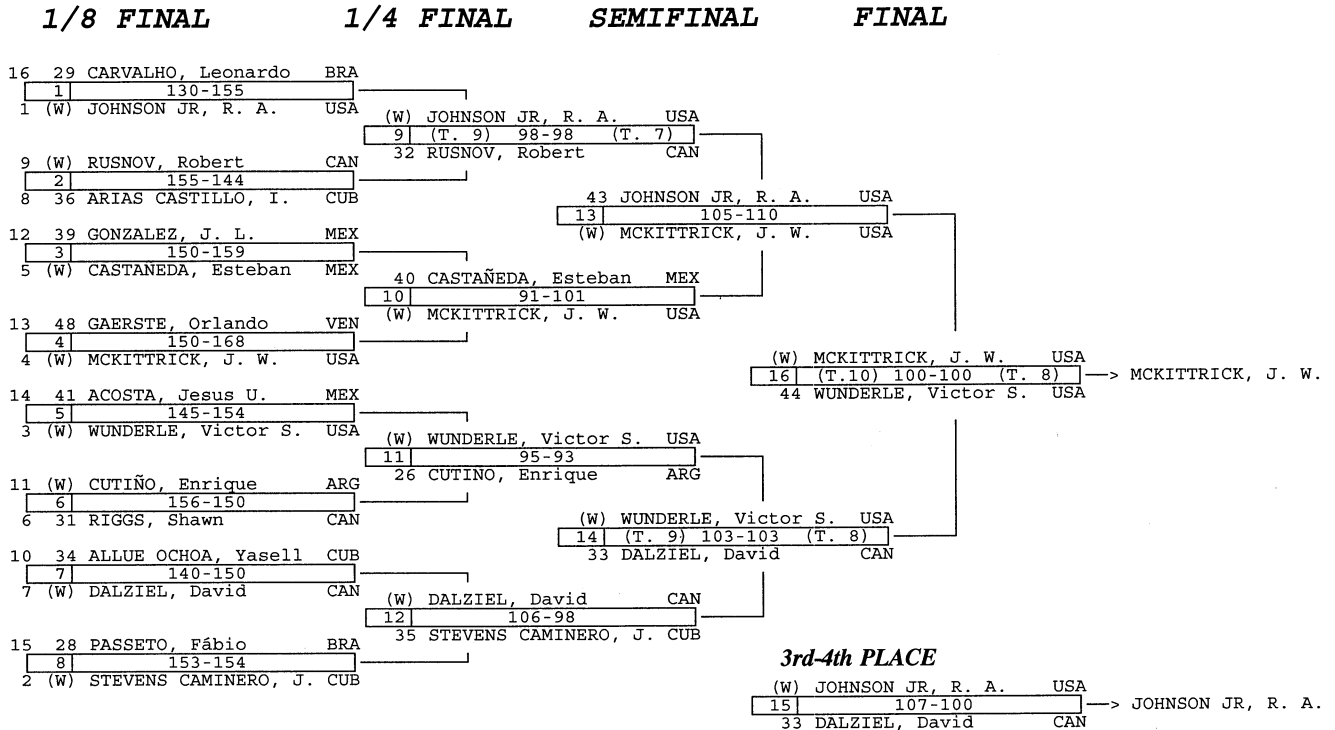 1/8 FINAL 1/4 FINAL SEMIFINAL FINAL
16 29 CARVALHO, Leonardo BRA
1 130-155
1 (W) JOHNSON JR, R. A. USA
9 (W) RUSNOV, Robert CAN
2 155-144
8 36 ARIAS CASTILLO, I. CUB
12 39 GONZALEZ, J. L. MEX
3 150-159
5 (W) CASTAÑEDA, Esteban MEX
13 48 GAERSTE, Orlando VEN
4 150-168
4 (W) MCKITTRICK, J. W. USA
14 41 ACOSTA, Jesus U. MEX
5 145-154
3 (W) WUNDERLE, Victor S. USA
11 (W) CUTIÑO, Enrique ARG
6 156-150
6 31 RIGGS, Shawn CAN
10 34 ALLUE OCHOA, Yasell CUB
7 140-150
7 (W) DALZIEL, David CAN
15 28 PASSETO, Fábio BRA
8 153-154
2 (W) STEVENS CAMINERO, J. CUB
(W) JOHNSON JR, R. A. USA
9 (T. 9) 98-98 (T. 7)
32 RUSNOV, Robert CAN
40 CASTAÑEDA, Esteban MEX
10 91-101
(W) MCKITTRICK, J. W. USA
(W) WUNDERLE, Victor S. USA
11 95-93
26 CUTIÑO, Enrique ARG
(W) DALZIEL, David CAN
12 106-98
35 STEVENS CAMINERO, J. CUB
43 JOHNSON JR, R. A. USA
13 105-110
(W) MCKITTRICK, J. W. USA
(W) WUNDERLE, Victor S. USA
14 (T. 9) 103-103 (T. 8)
33 DALZIEL, David CAN
(W) MCKITTRICK, J. W. USA
16 (T.10) 100-100 (T. 8) —> MCKITTRICK, J. W.
44 WUNDERLE, Victor S. USA
3rd-4th PLACE
(W) JOHNSON JR, R. A. USA
15 107-100 —> JOHNSON JR, R. A.
33 DALZIEL, David CAN